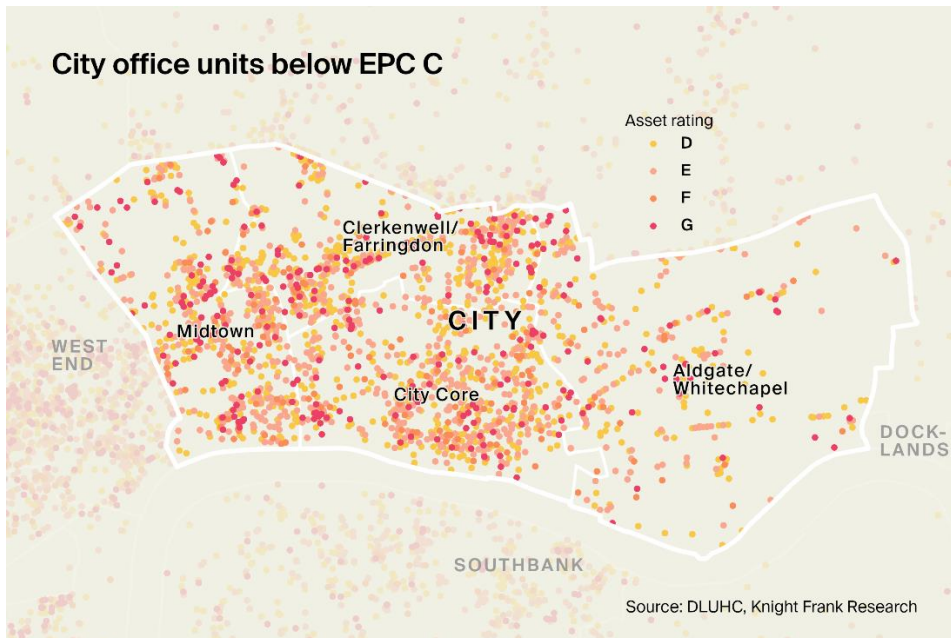 City office units below EPC C
Asset rating
D
E
F
G
Clerkenwell/
Farringdon
CITY
Midtown
WEST
END
City Core
Aldgate/
Whitechapel
DOCK-
LANDS
SOUTHBANK
Source: DLUHC, Knight Frank Research